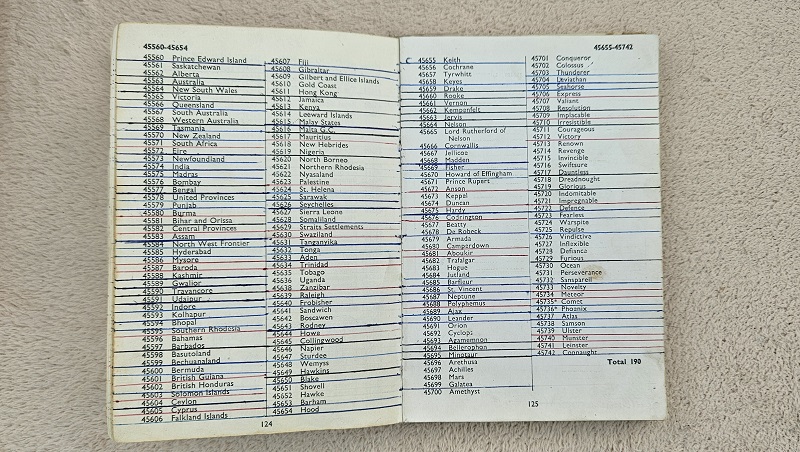 45560-45654
45560 Prince Edward Island
45561 Saskatchewan
45562 Alberta
45563 Australia
45564 New South Wales
45565 Victoria
45566 Queensland
45567 South Australia
45568 Western Australia
45569 Tasmania
45570 New Zealand
45571 South Africa
45572 Eire
45573 Newfoundland
45574 India
45575 Madras
45576 Bombay
45577 Bengal
45578 United Provinces
45579 Punjab
45580 Burma
45581 Bihar and Orissa
45582 Central Provinces
45583 Assam
45584 North West Frontier
45585 Hyderabad
45586 Mysore
45587 Baroda
45588 Kashmir
45589 Gwalior
45590 Travancore
45591 Udaipur
45592 Indore
45593 Kolhapur
45594 Bhopal
45595 Southern Rhodesia
45596 Bahamas
45597 Barbados
45598 Basutoland
45599 Bechuanaland
45600 Bermuda
45601 British Guiana
45602 British Honduras
45603 Solomon Islands
45604 Ceylon
45605 Cyprus
45606 Falkland Islands
45607 Fiji
45608 Gibraltar
45609 Gilbert and Ellice Islands
45610 Gold Coast
45611 Hong Kong
45612 Jamaica
45613 Kenya
45614 Leeward Islands
45615 Malay States
45616 Malta G.C.
45617 Mauritius
45618 New Hebrides
45619 Nigeria
45620 North Borneo
45621 Northern Rhodesia
45622 Nyasaland
45623 Palestine
45624 St. Helena
45625 Sarawak
45626 Seychelles
45627 Sierra Leone
45628 Somaliland
45629 Straits Settlements
45630 Swaziland
45631 Tanganyika
45632 Tonga
45633 Aden
45634 Trinidad
45635 Tobago
45636 Uganda
45638 Zanzibar
45639 Raleigh
45640 Frobisher
45641 Sandwich
45642 Boscawen
45643 Rodney
45644 Howe
45645 Collingwood
45646 Napier
45647 Sturdee
45648 Wemyss
45649 Hawkins
45650 Blake
45651 Shovell
45652 Hawke
45653 Barham
45654 Hood
124
45655-45742
45655 Keith
45656 Cochrane
45657 Tyrwhitt
45658 Keyes
45659 Drake
45660 Rooke
45661 Vernon
45662 Kempenfelt
45663 Jervis
45664 Nelson
45665 Lord Rutherford of
Nelson
45666 Cornwallis
45667 Jellicoe
45668 Madden
45669 Fisher
45670 Howard of Effingham
45671 Prince Rupert
45672 Anson
45673 Keppel
45674 Duncan
45675 Hardy
45676 Codrington
45677 Beatty
45678 De Robeck
45679 Armada
45680 Camperdown
45681 Aboukir
45682 Trafalgar
45683 Hogue
45684 Jutland
45685 Barfleur
45686 St. Vincent
45687 Neptune
45688 Polyphemus
45689 Ajax
45690 Leander
45691 Orion
45692 Cyclops
45693 Agamemnon
45694 Bellerophon
45695 Minotaur
45696 Arethusa
45697 Achilles
45698 Mars
45699 Galatea
45700 Amethyst
45701 Conqueror
45702 Colossus
45703 Thunderer
45704 Leviathan
45705 Seahorse
45706 Express
45707 Valiant
45708 Resolution
45709 Implacable
45710 Irresistible
45711 Courageous
45712 Victory
45713 Renown
45714 Revenge
45715 Invincible
45716 Swiftsure
45717 Dauntless
45718 Dreadnought
45719 Glorious
45720 Indomitable
45721 Impregnable
45722 Defence
45723 Fearless
45724 Warspite
45725 Repulse
45726 Vindictive
45727 Inflexible
45728 Defiance
45729 Furious
45730 Ocean
45731 Perseverance
45732 Sanspareil
45733 Novelty
45734 Meteor
45735* Comet
45736* Phoenix
45737 Atlas
45738 Samson
45739 Ulster
45740 Munster
45741 Leinster
45742 Connaught
Total 190
125